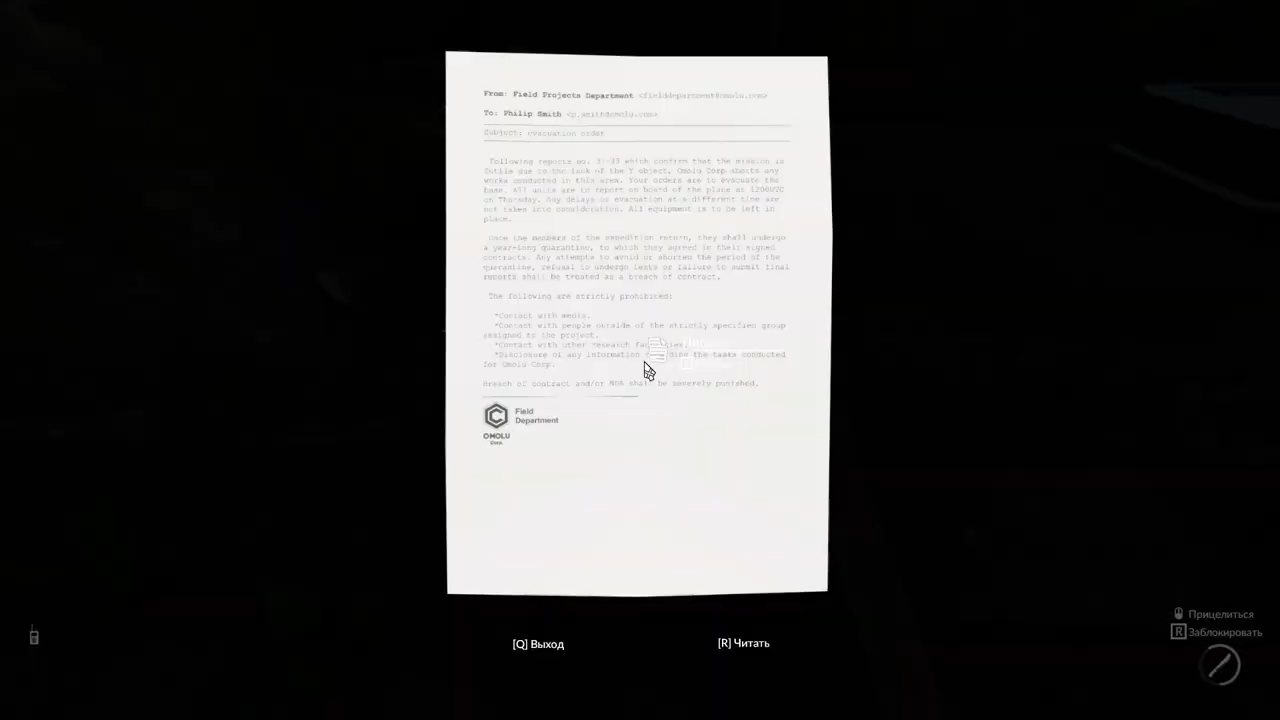 From: Field Projects Department <fielddepartment@omolu.com>
To: Philip Smith <p.smith@omolu.com>
Subject: evacuation order
Following reports no. which confirm that the mission is
futile due to the lack of the Y object, Omolu Corp aborts any
works conducted in this area. Your orders are to evacuate the
base. All units are to report on board of the plane at 1200UTC
on Thursday. Any delays or evacuation at a different time are
not taken into consideration. All equipment is to be left in
place.
Once the members of the expedition return, they shall undergo
a year-long quarantine, to which they agreed in their signed
contracts. Any attempts to avoid or shorten the period of the
quarantine, refusal to undergo tests or failure to submit final
reports shall be treated as a breach of contract.
The following are strictly prohibited:
*Contact with media.
*Contact with people outside of the strictly specified group
assigned to the project.
*Contact with other research
*Disclosure of any information the tasks conducted
for Omolu Corp.
Breach of contract and/or NDA shall be severely punished.
Field
Department
OMOLU
Corp.
[Q] Выход
[R] Читать
Прицелиться
R Заблокировать